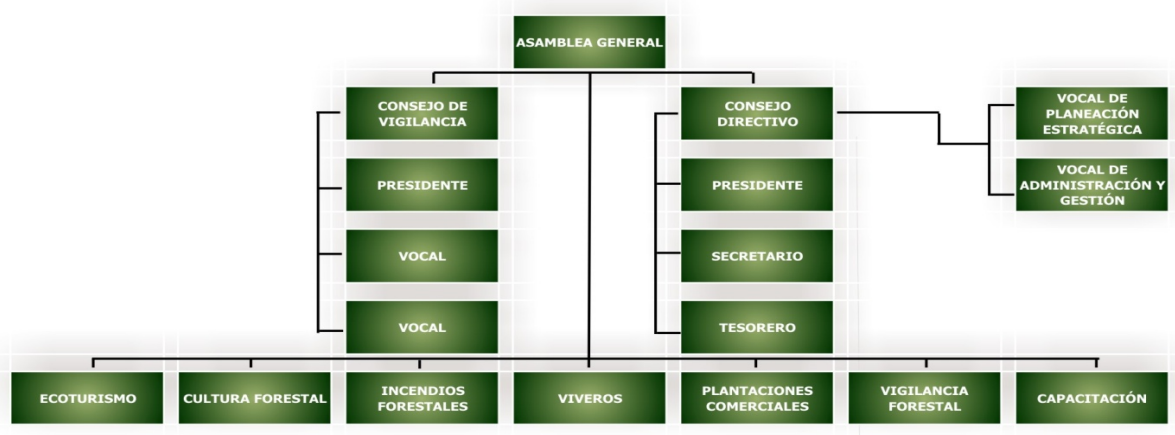 ASAMBLEA GENERAL
CONSEJO DE
VIGILANCIA
PRESIDENTE
VOCAL
VOCAL
CONSEJO
DIRECTIVO
PRESIDENTE
SECRETARIO
TESORERO
VOCAL DE
PLANEACIÓN
ESTRATÉGICA
VOCAL DE
ADMINISTRACIÓN Y
GESTIÓN
ECOTURISMO
CULTURA FORESTAL
INCENDIOS
FORESTALES
VIVEROS
PLANTACIONES
COMERCIALES
VIGILANCIA
FORESTAL
CAPACITACIÓN